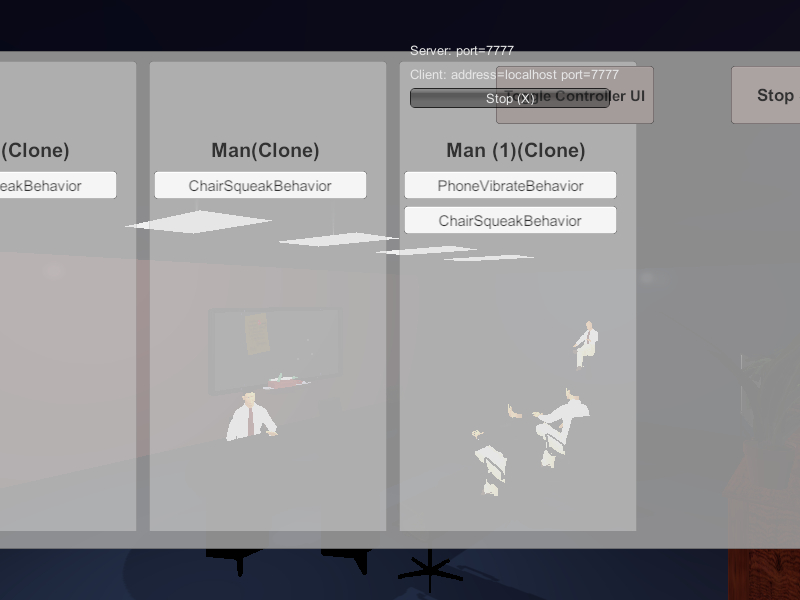 Server: port=7777
Client: address=localhost port=7777
Stop (X)
Toggle Controller UI
Stop
(Clone)
Man(Clone)
Man (1)(Clone)
eakBehavior
ChairSqueakBehavior
PhoneVibrateBehavior
ChairSqueakBehavior